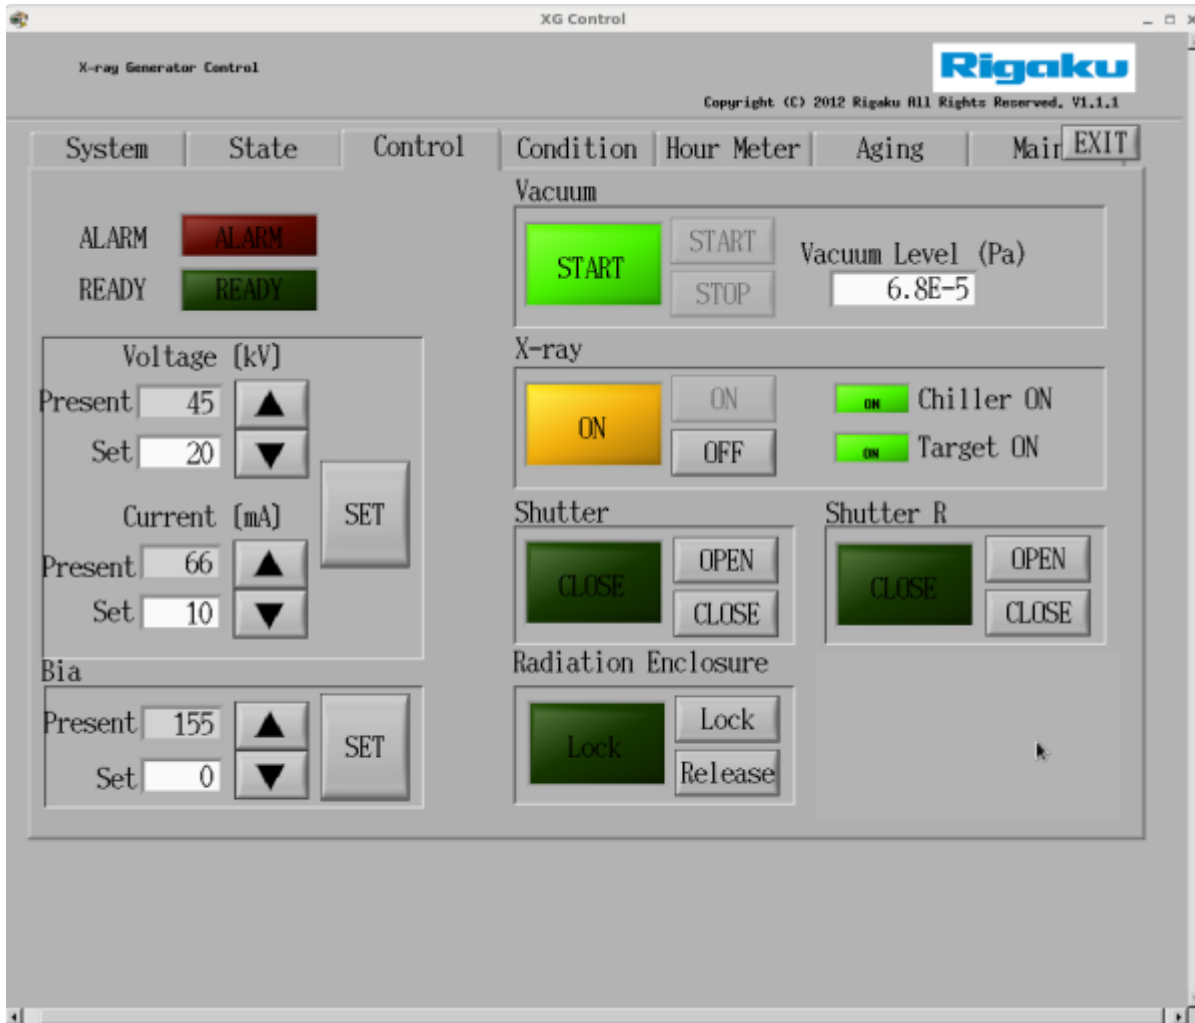 XG Control
X-ray Generator Control
Rigaku
Copyright (C) 2012 Rigaku All Rights Reserved. V1.1.1
System State Control Condition Hour Meter Aging Main EXIT
ALARM ALARM
READY READY
Voltage [kV]
Present 45
Set 20
Current [mA]
Present 66
Set 10
SET
Bia
Present 155
Set 0
SET
Vacuum
START START STOP
Vacuum Level (Pa)
6.8E-5
X-ray
ON ON OFF
ON Chiller ON
ON Target ON
Shutter
CLOSE OPEN CLOSE
Shutter R
CLOSE OPEN CLOSE
Radiation Enclosure
Lock Lock Release